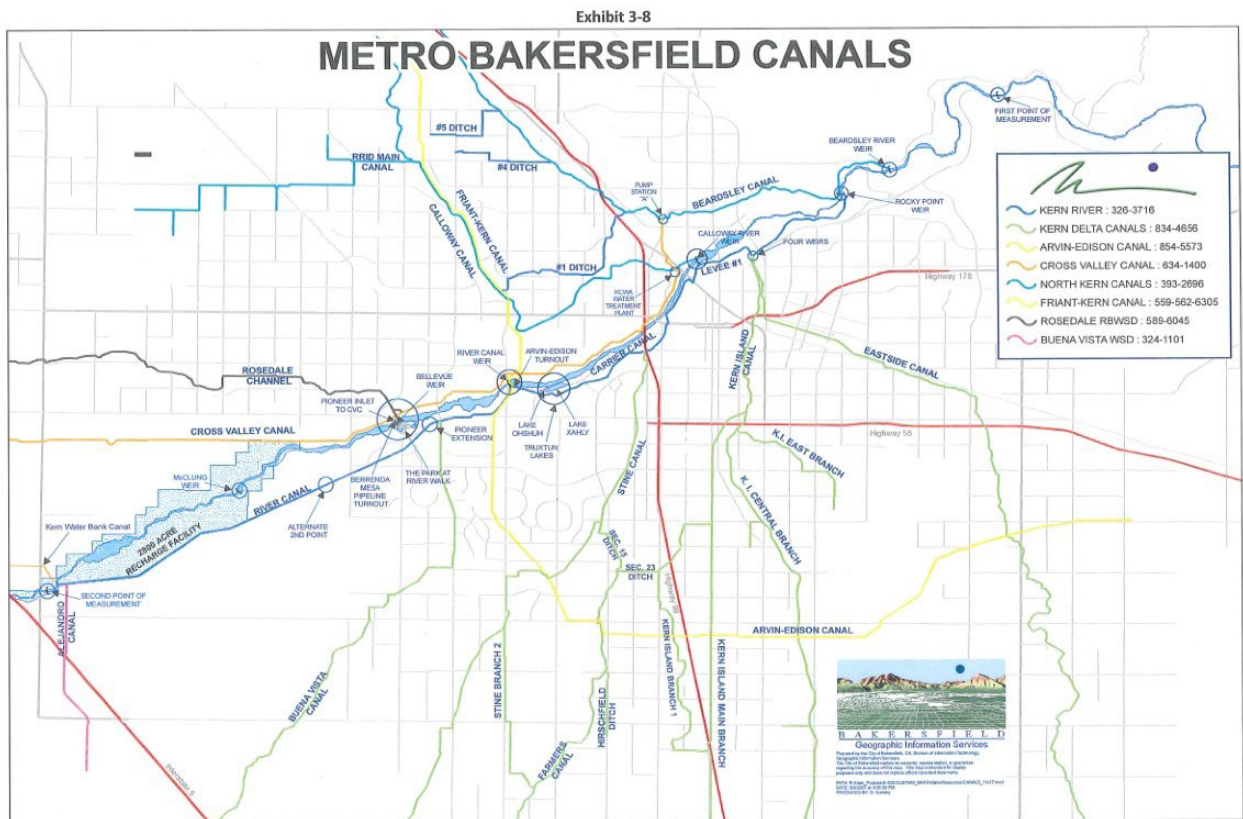 Exhibit 3-8
METRO BAKERSFIELD CANALS
FIRST POINT OF
MEASUREMENT
#5 DITCH
BEARDSLEY RIVER
WEIR
RRID MAIN
CANAL
#4 DITCH
PUMP
STATION
"A"
BEARDSLEY CANAL
ROCKY POINT
WEIR
KERN RIVER : 326-3716
KERN DELTA CANALS : 834-4656
ARVIN-EDISON CANAL : 854-5573
CROSS VALLEY CANAL : 634-1400
NORTH KERN CANALS : 393-2696
FRIANT-KERN CANAL : 559-562-6305
ROSEDALE RBWSD : 589-6045
BUENA VISTA WSD : 324-1101
FRIANT-KERN CANAL
CALLOWAY CANAL
CALLOWAY RIVER
WEIR
FOUR WEIRS
#1 DITCH
LEVEE #1
Highway 178
KCWA
WATER
TREATMENT
PLANT
CARRIER CANAL
KERN ISLAND
CANAL
EASTSIDE CANAL
RIVER CANAL
WEIR
ARVIN-EDISON
TURNOUT
BELLEVUE
WEIR
ROSEDALE
CHANNEL
PIONEER INLET
TO CVC
CROSS VALLEY CANAL
PIONEER
EXTENSION
LAKE
OHSHUH
LAKE
XAHLY
TRUXTUN
LAKES
Highway 58
K.I. EAST BRANCH
STINE CANAL
McCLUNG
WEIR
RIVER CANAL
BERRENDA
MESA
PIPELINE
TURNOUT
THE PARK AT
RIVER WALK
K. I. CENTRAL BRANCH
ALTERNATE
2ND POINT
Kern Water Bank Canal
2800 ACRE
RECHARGE FACILITY
SEC. 15
DITCH
SEC. 23
DITCH
SECOND POINT OF
MEASUREMENT
Highway 99
ALEJANDRO
CANAL
ARVIN-EDISON CANAL
BUENA VISTA
CANAL
STINE BRANCH 2
HIRSCHFIELD
DITCH
KERN ISLAND BRANCH 1
KERN ISLAND MAIN BRANCH
FARMERS
CANAL
Interstate 5
BAKERSFIELD
Geographic Information Services